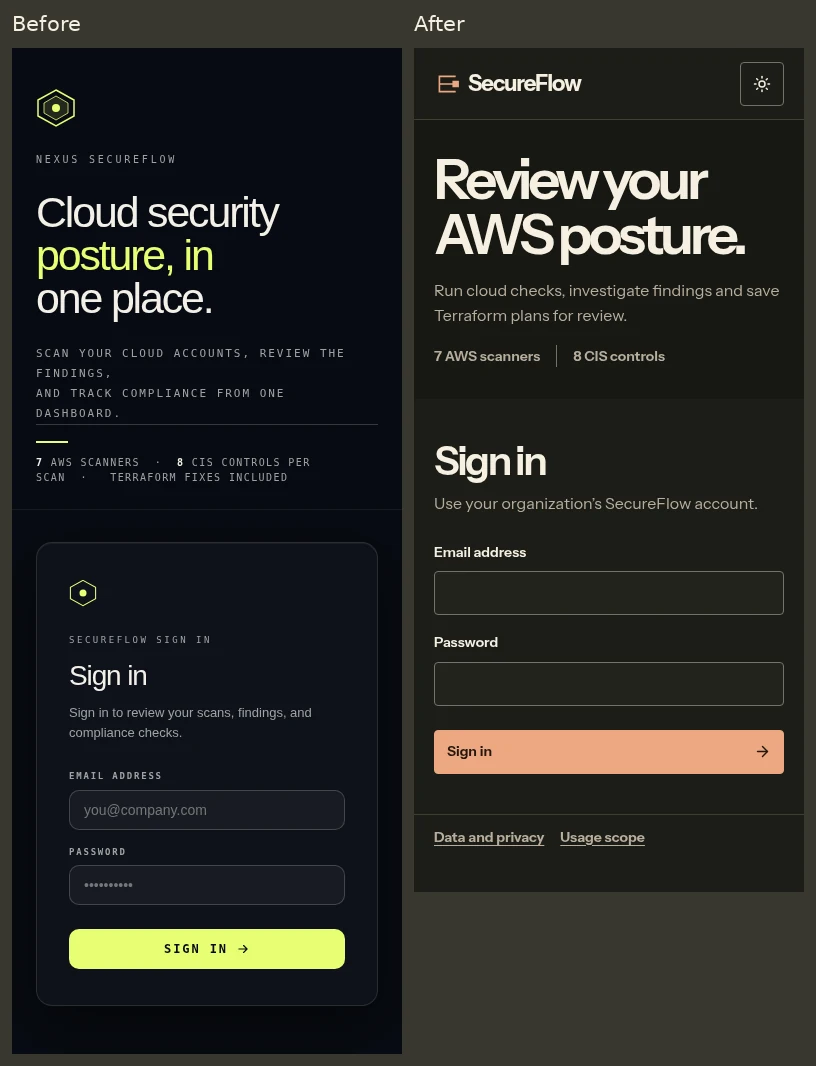 Before
NEXUS SECUREFLOW
Cloud security
posture, in
one place.
SCAN YOUR CLOUD ACCOUNTS, REVIEW THE
FINDINGS,
AND TRACK COMPLIANCE FROM ONE
DASHBOARD.
7 AWS SCANNERS · 8 CIS CONTROLS PER
SCAN · TERRAFORM FIXES INCLUDED
SECUREFLOW SIGN IN
Sign in
Sign in to review your scans, findings, and
compliance checks.
EMAIL ADDRESS
you@company.com
PASSWORD
••••••••••
SIGN IN →
After
SecureFlow
Review your
AWS posture.
Run cloud checks, investigate findings and save
Terraform plans for review.
7 AWS scanners
8 CIS controls
Sign in
Use your organization’s SecureFlow account.
Email address
Password
Sign in →
Data and privacy Usage scope